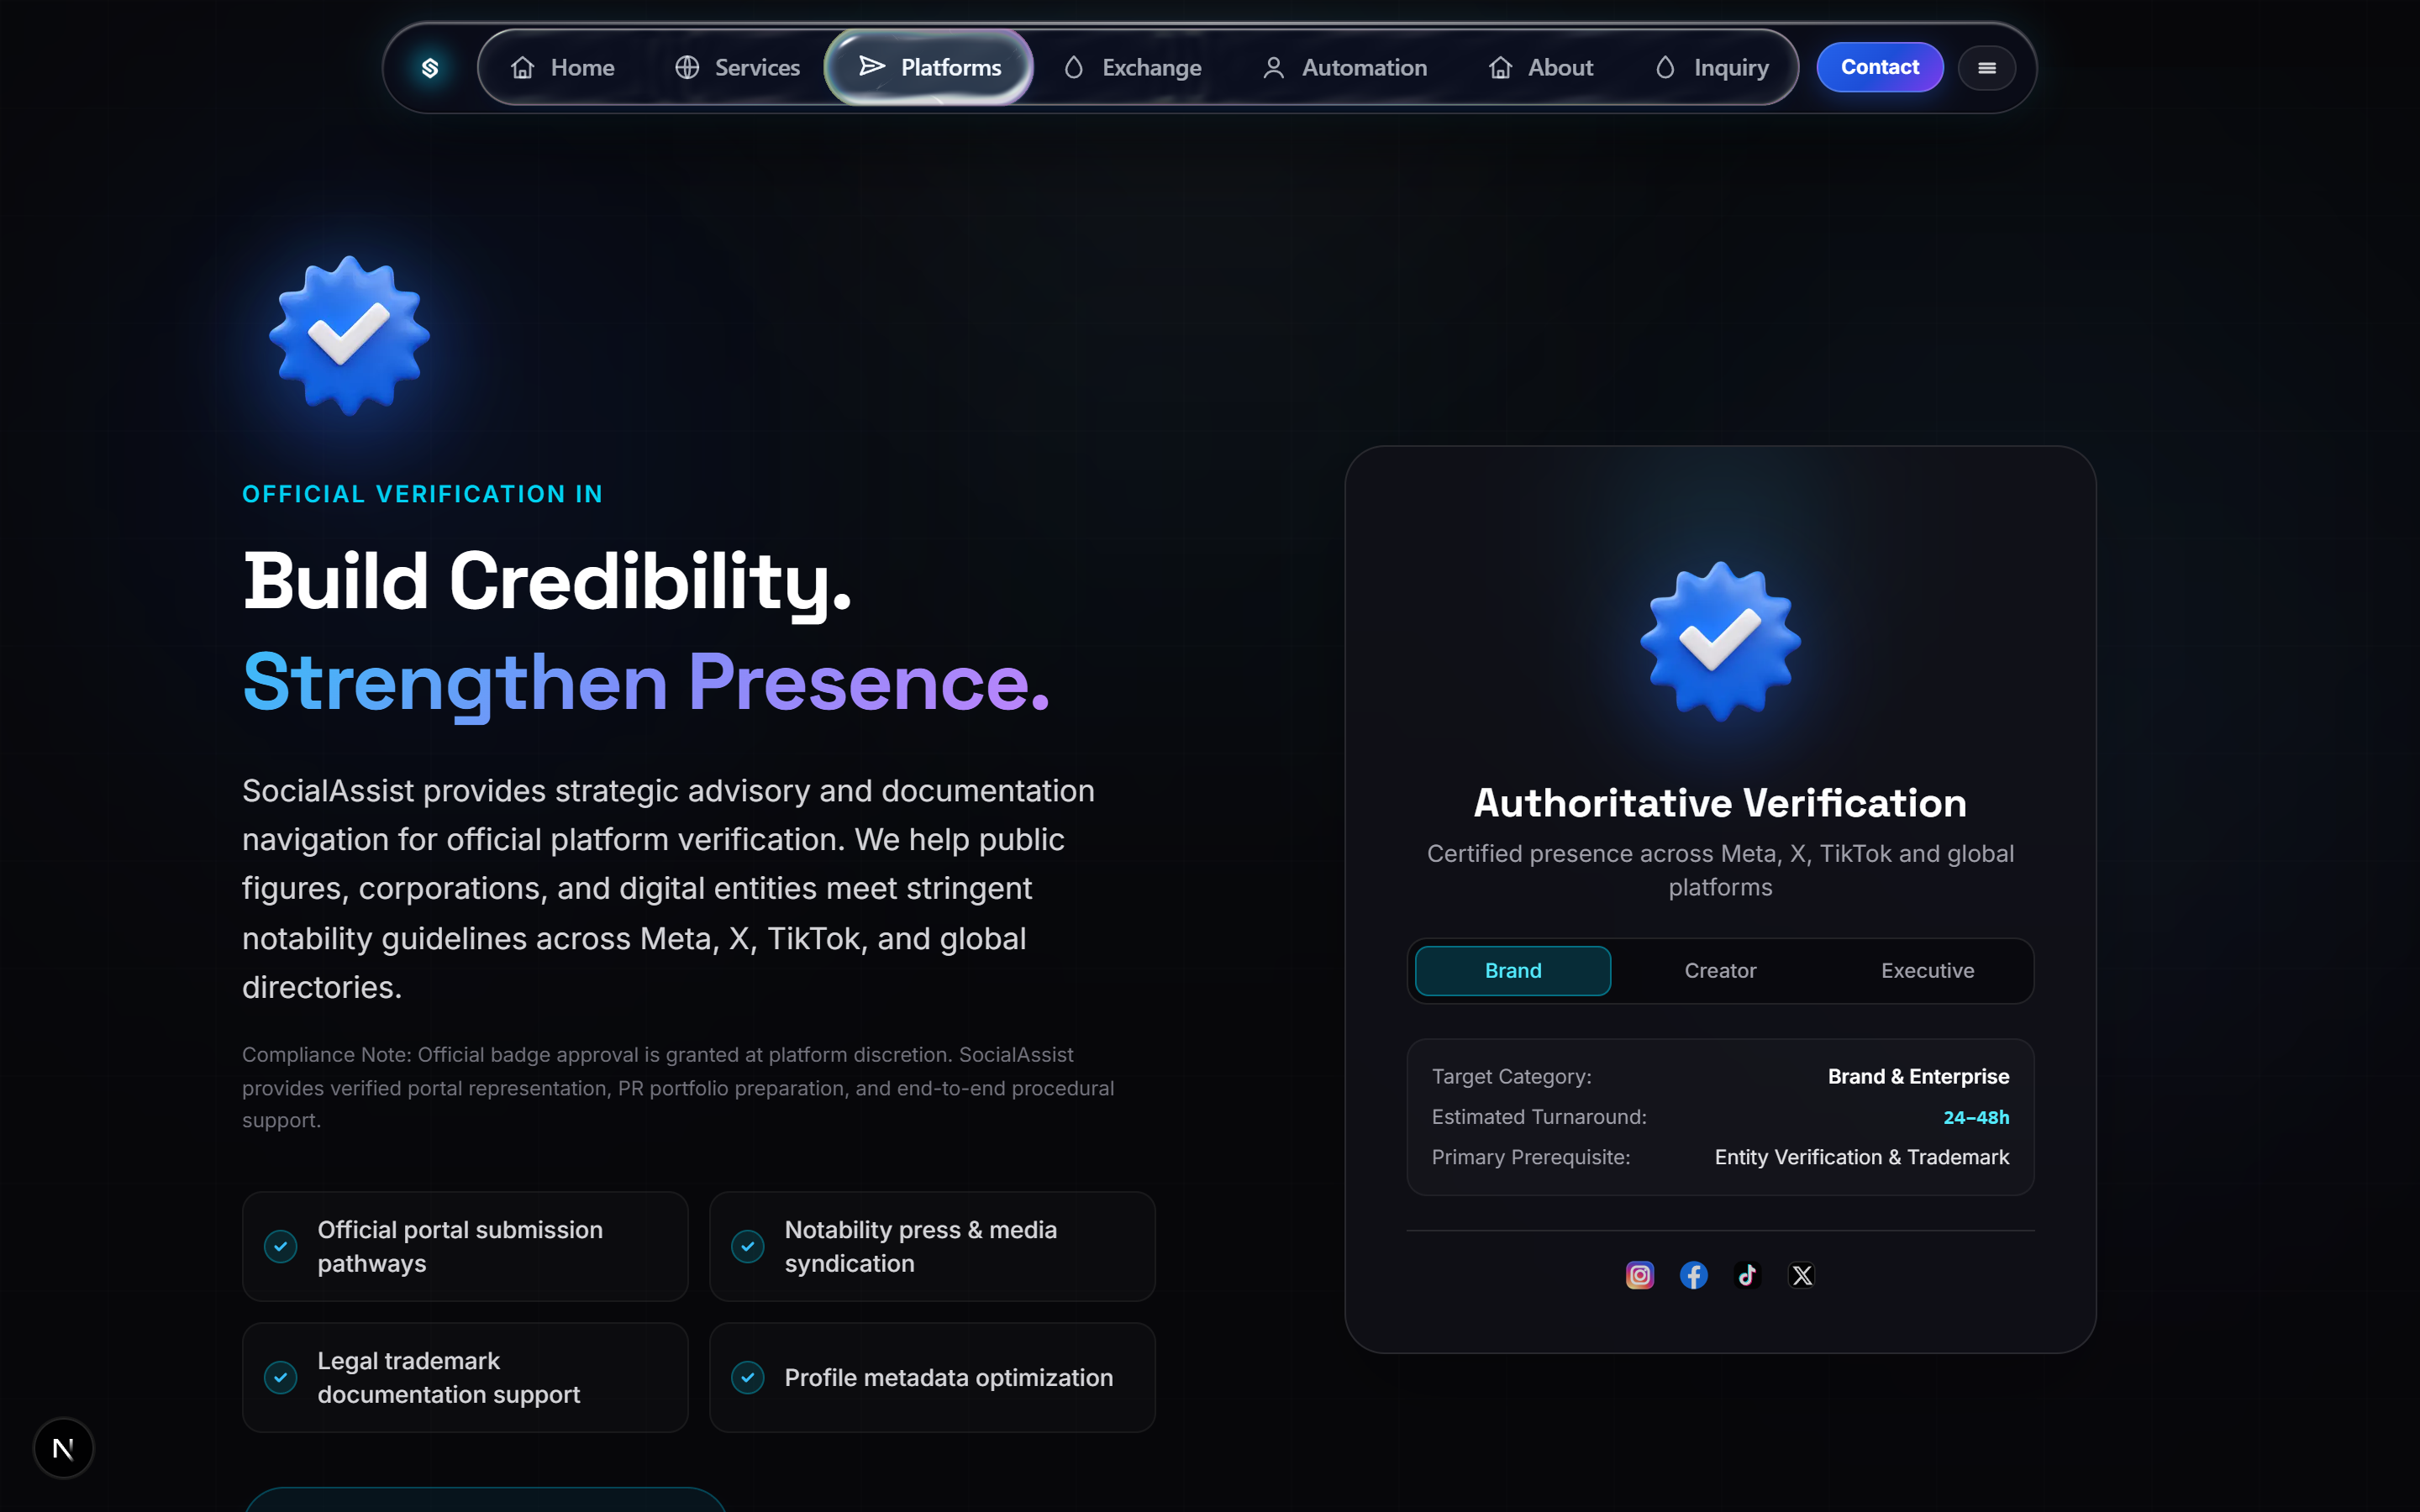 Home Services Platforms Exchange Automation About Inquiry Contact
OFFICIAL VERIFICATION IN
Build Credibility.
Strengthen Presence.
SocialAssist provides strategic advisory and documentation
navigation for official platform verification. We help public
figures, corporations, and digital entities meet stringent
notability guidelines across Meta, X, TikTok, and global
directories.
Compliance Note: Official badge approval is granted at platform discretion. SocialAssist
provides verified portal representation, PR portfolio preparation, and end-to-end procedural
support.
Official portal submission
pathways
Notability press & media
syndication
Legal trademark
documentation support
Profile metadata optimization
Authoritative Verification
Certified presence across Meta, X, TikTok and global
platforms
Brand Creator Executive
Target Category: Brand & Enterprise
Estimated Turnaround: 24–48h
Primary Prerequisite: Entity Verification & Trademark
N